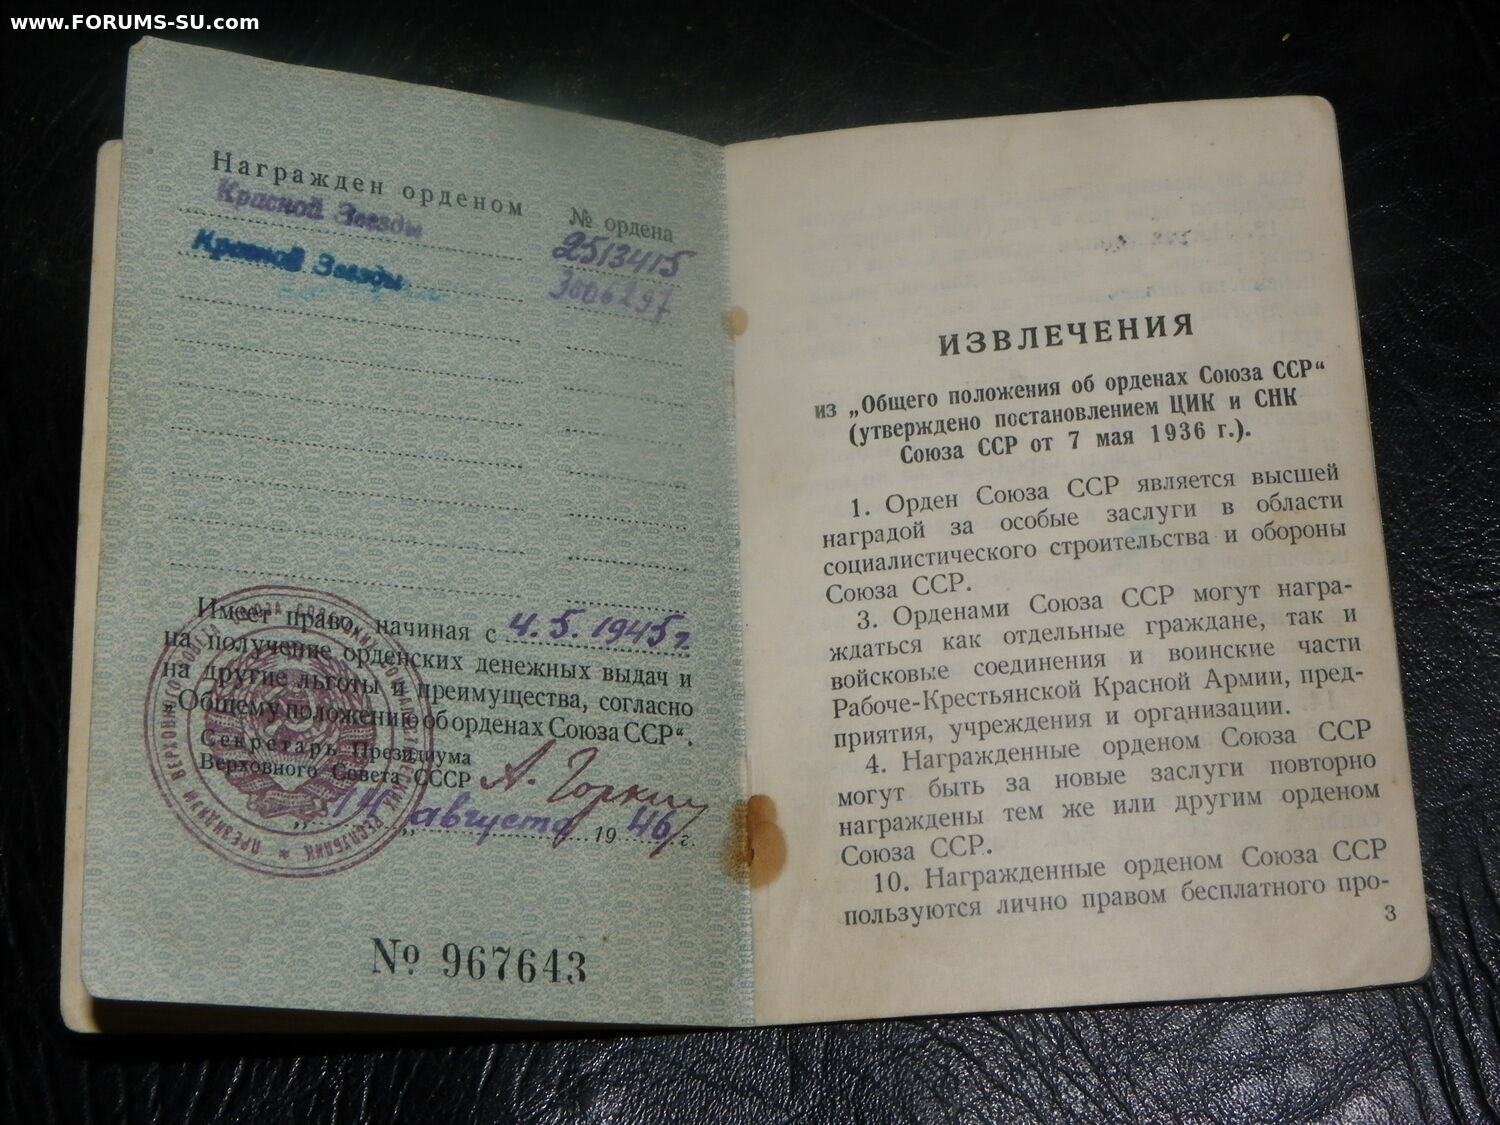 www.FORUMS-SU.com
Награжден орденом
№ ордена
Красной Звезды
2513415
Красной Звезды
3006297
Имеет право, начиная с 4.5.1945 г.
на получение орденских денежных выдач и
на другие льготы и преимущества, согласно
„Общему положению об орденах Союза ССР“.
Секретарь Президиума
Верховного Совета СССР А. Горкин
августа 1946 г.
№ 967643
ИЗВЛЕЧЕНИЯ
из „Общего положения об орденах Союза ССР“
(утверждено постановлением ЦИК и СНК
Союза ССР от 7 мая 1936 г.).
1. Орден Союза ССР является высшей
наградой за особые заслуги в области
социалистического строительства и обороны
Союза ССР.
3. Орденами Союза ССР могут награ-
ждаться как отдельные граждане, так и
войсковые соединения и воинские части
Рабоче-Крестьянской Красной Армии, пред-
приятия, учреждения и организации.
4. Награжденные орденом Союза ССР
могут быть за новые заслуги повторно
награждены тем же или другим орденом
Союза ССР.
10. Награжденные орденом Союза ССР
пользуются лично правом бесплатного про-
3